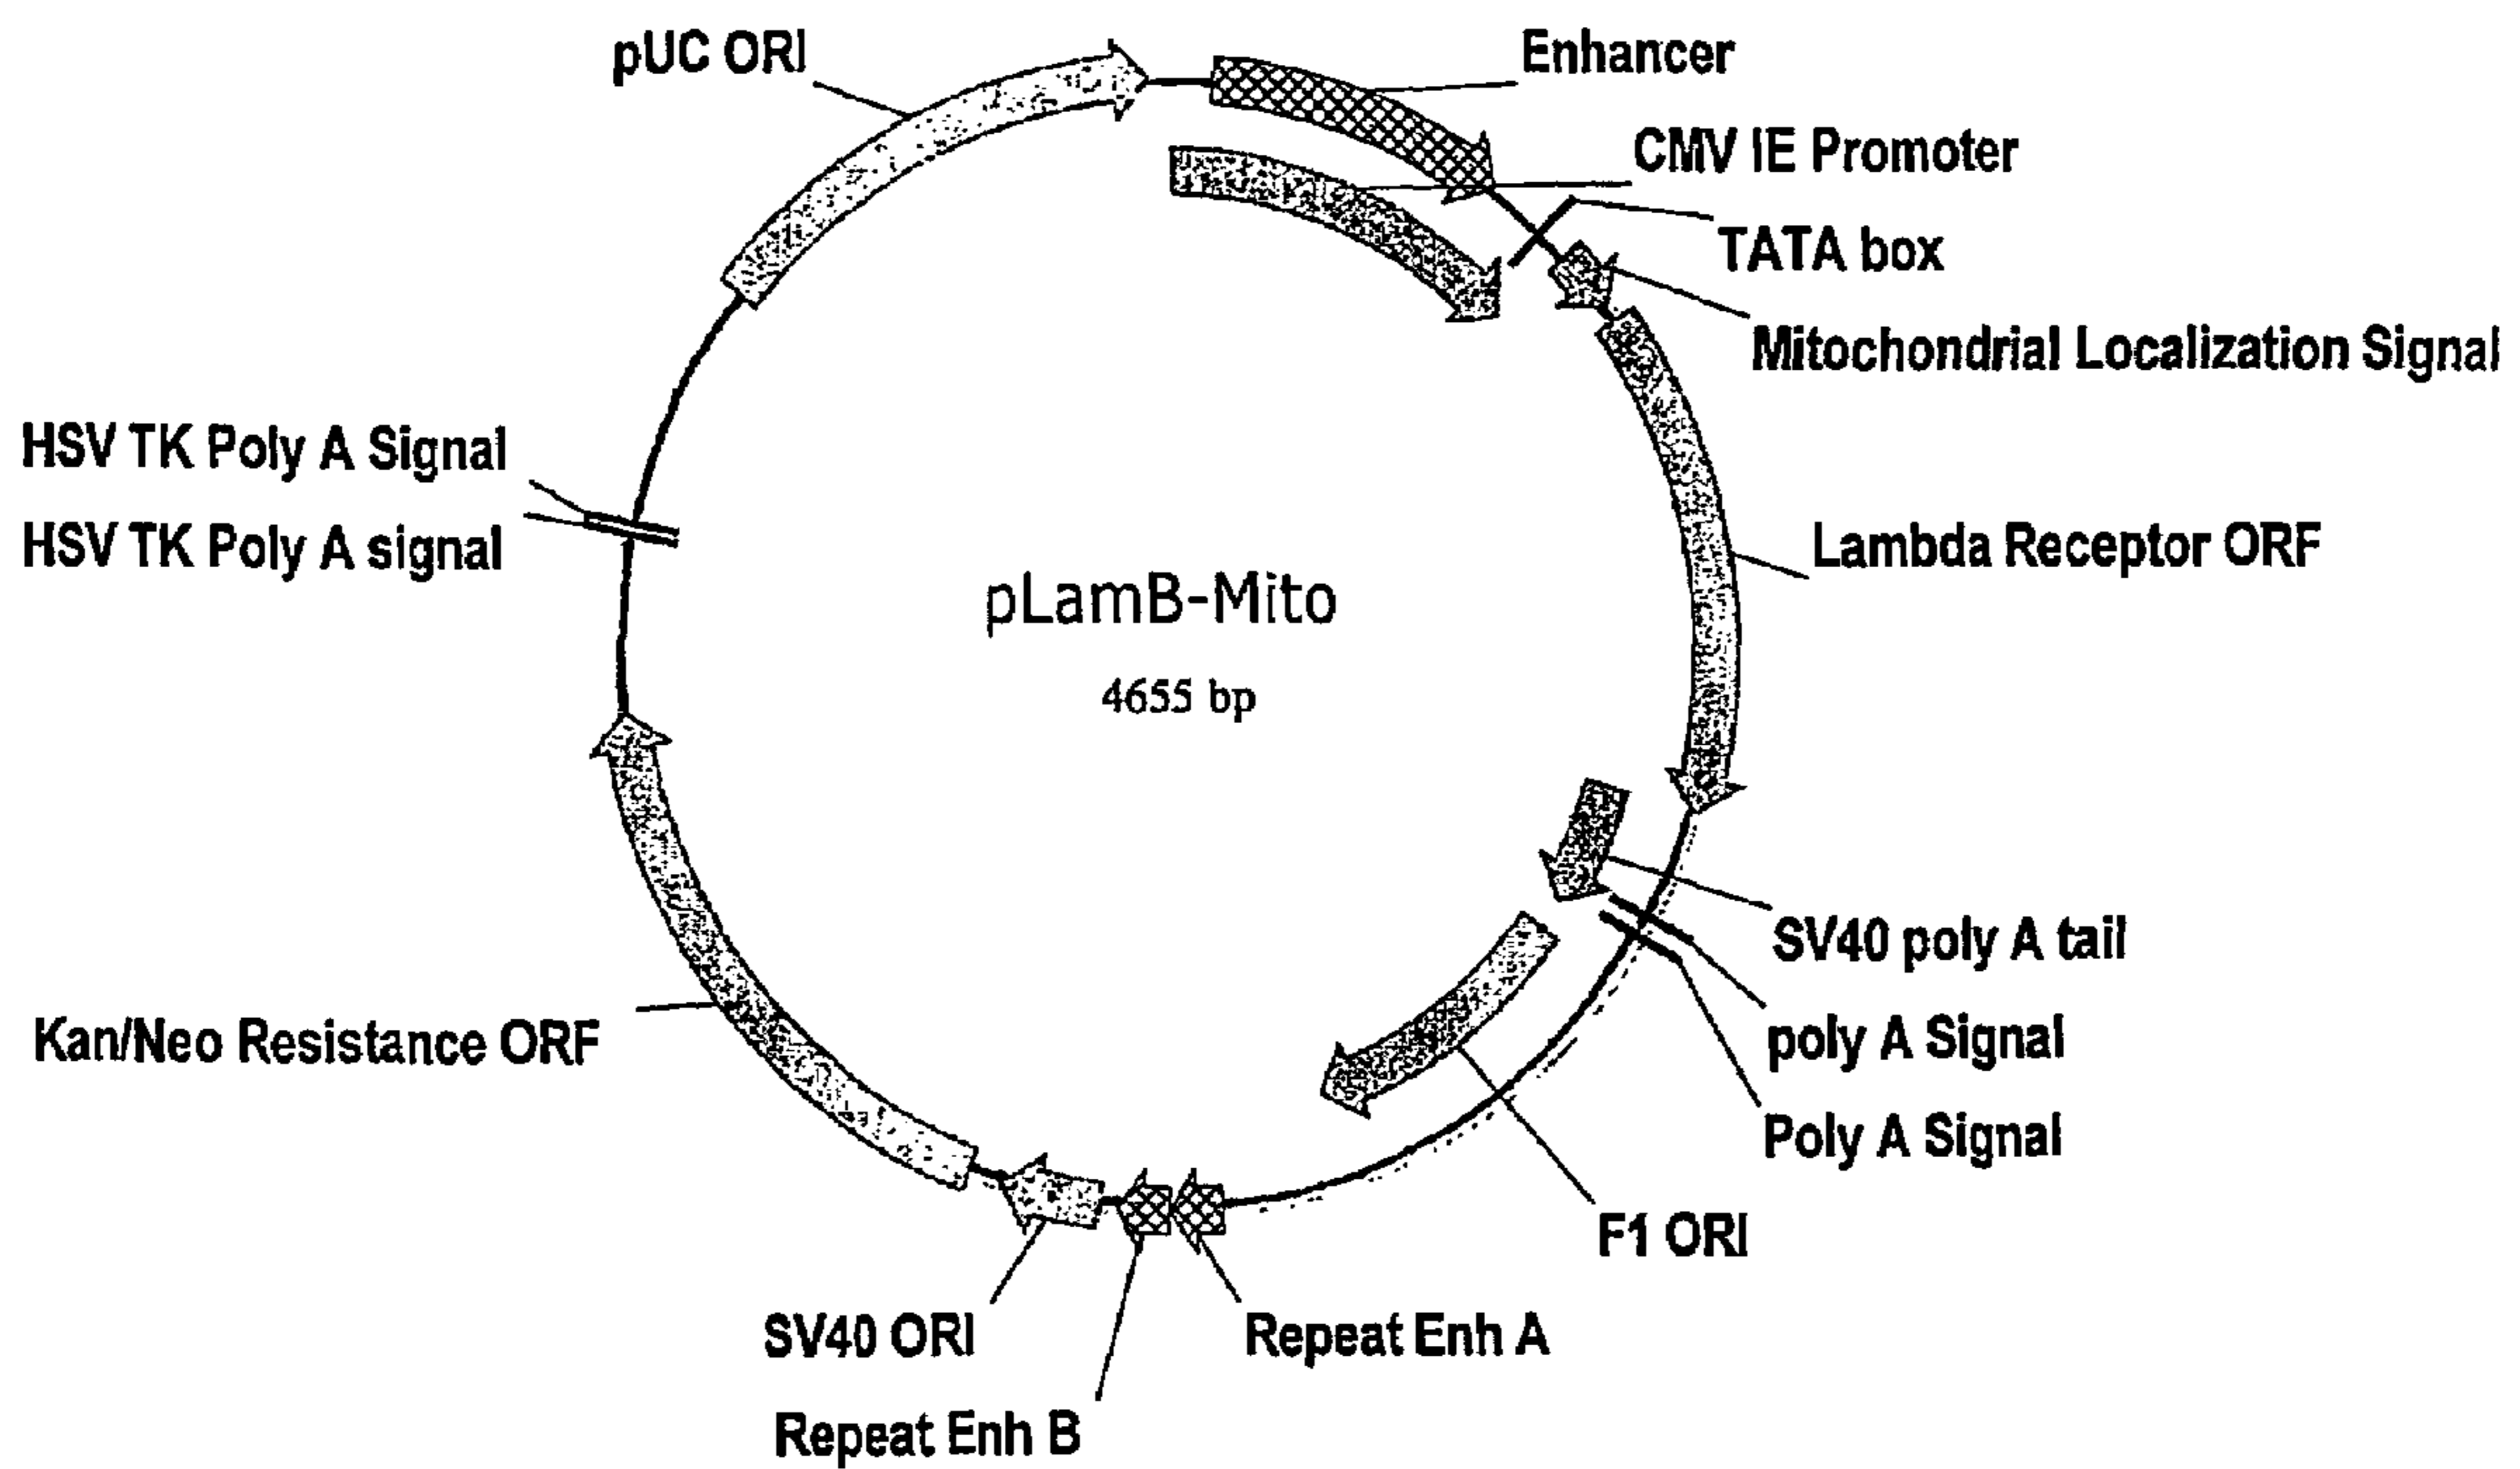 pUC ORI
Enhancer
CMV IE Promoter
TATA box
Mitochondrial Localization Signal
HSV TK Poly A Signal
HSV TK Poly A signal
Lambda Receptor ORF
pLamB-Mito
4655 bp
SV40 poly A tail
poly A Signal
Poly A Signal
Kan/Neo Resistance ORF
F1 ORI
SV40 ORI
Repeat Enh A
Repeat Enh B